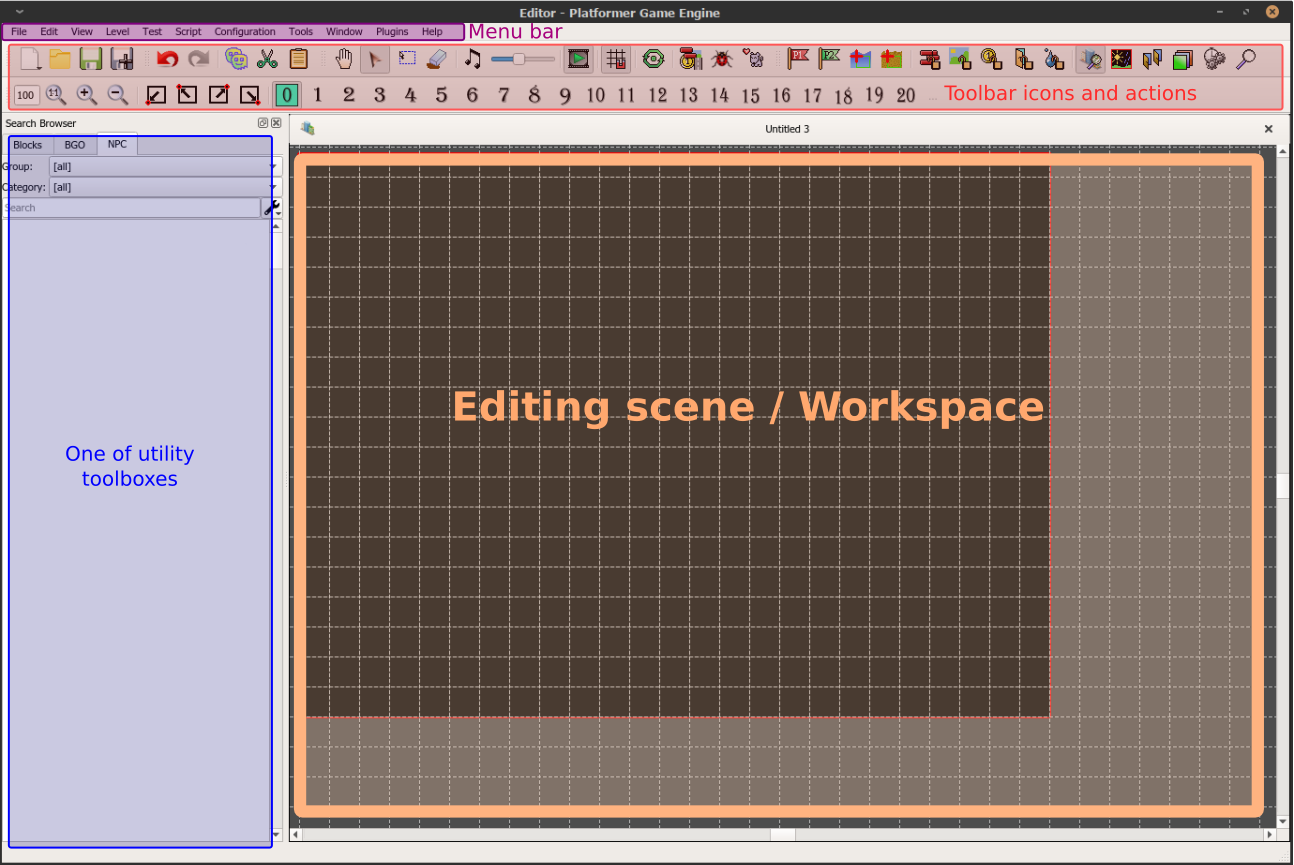 Editor - Platformer Game Engine
File Edit View Level Test Script Configuration Tools Window Plugins Help Menu bar
100 1:1 0 1 2 3 4 5 6 7 8 9 10 11 12 13 14 15 16 17 18 19 20 ... Toolbar icons and actions
Search Browser
Untitled 3
Blocks BGO NPC
Group: [all]
Category: [all]
Search
Editing scene / Workspace
One of utility
toolboxes